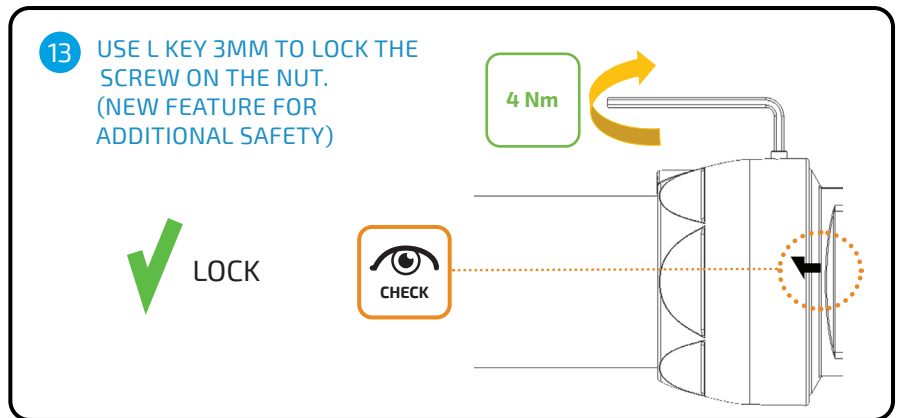 13
USE L KEY 3MM TO LOCK THE
SCREW ON THE NUT.
(NEW FEATURE FOR
ADDITIONAL SAFETY)
4 Nm
LOCK
CHECK